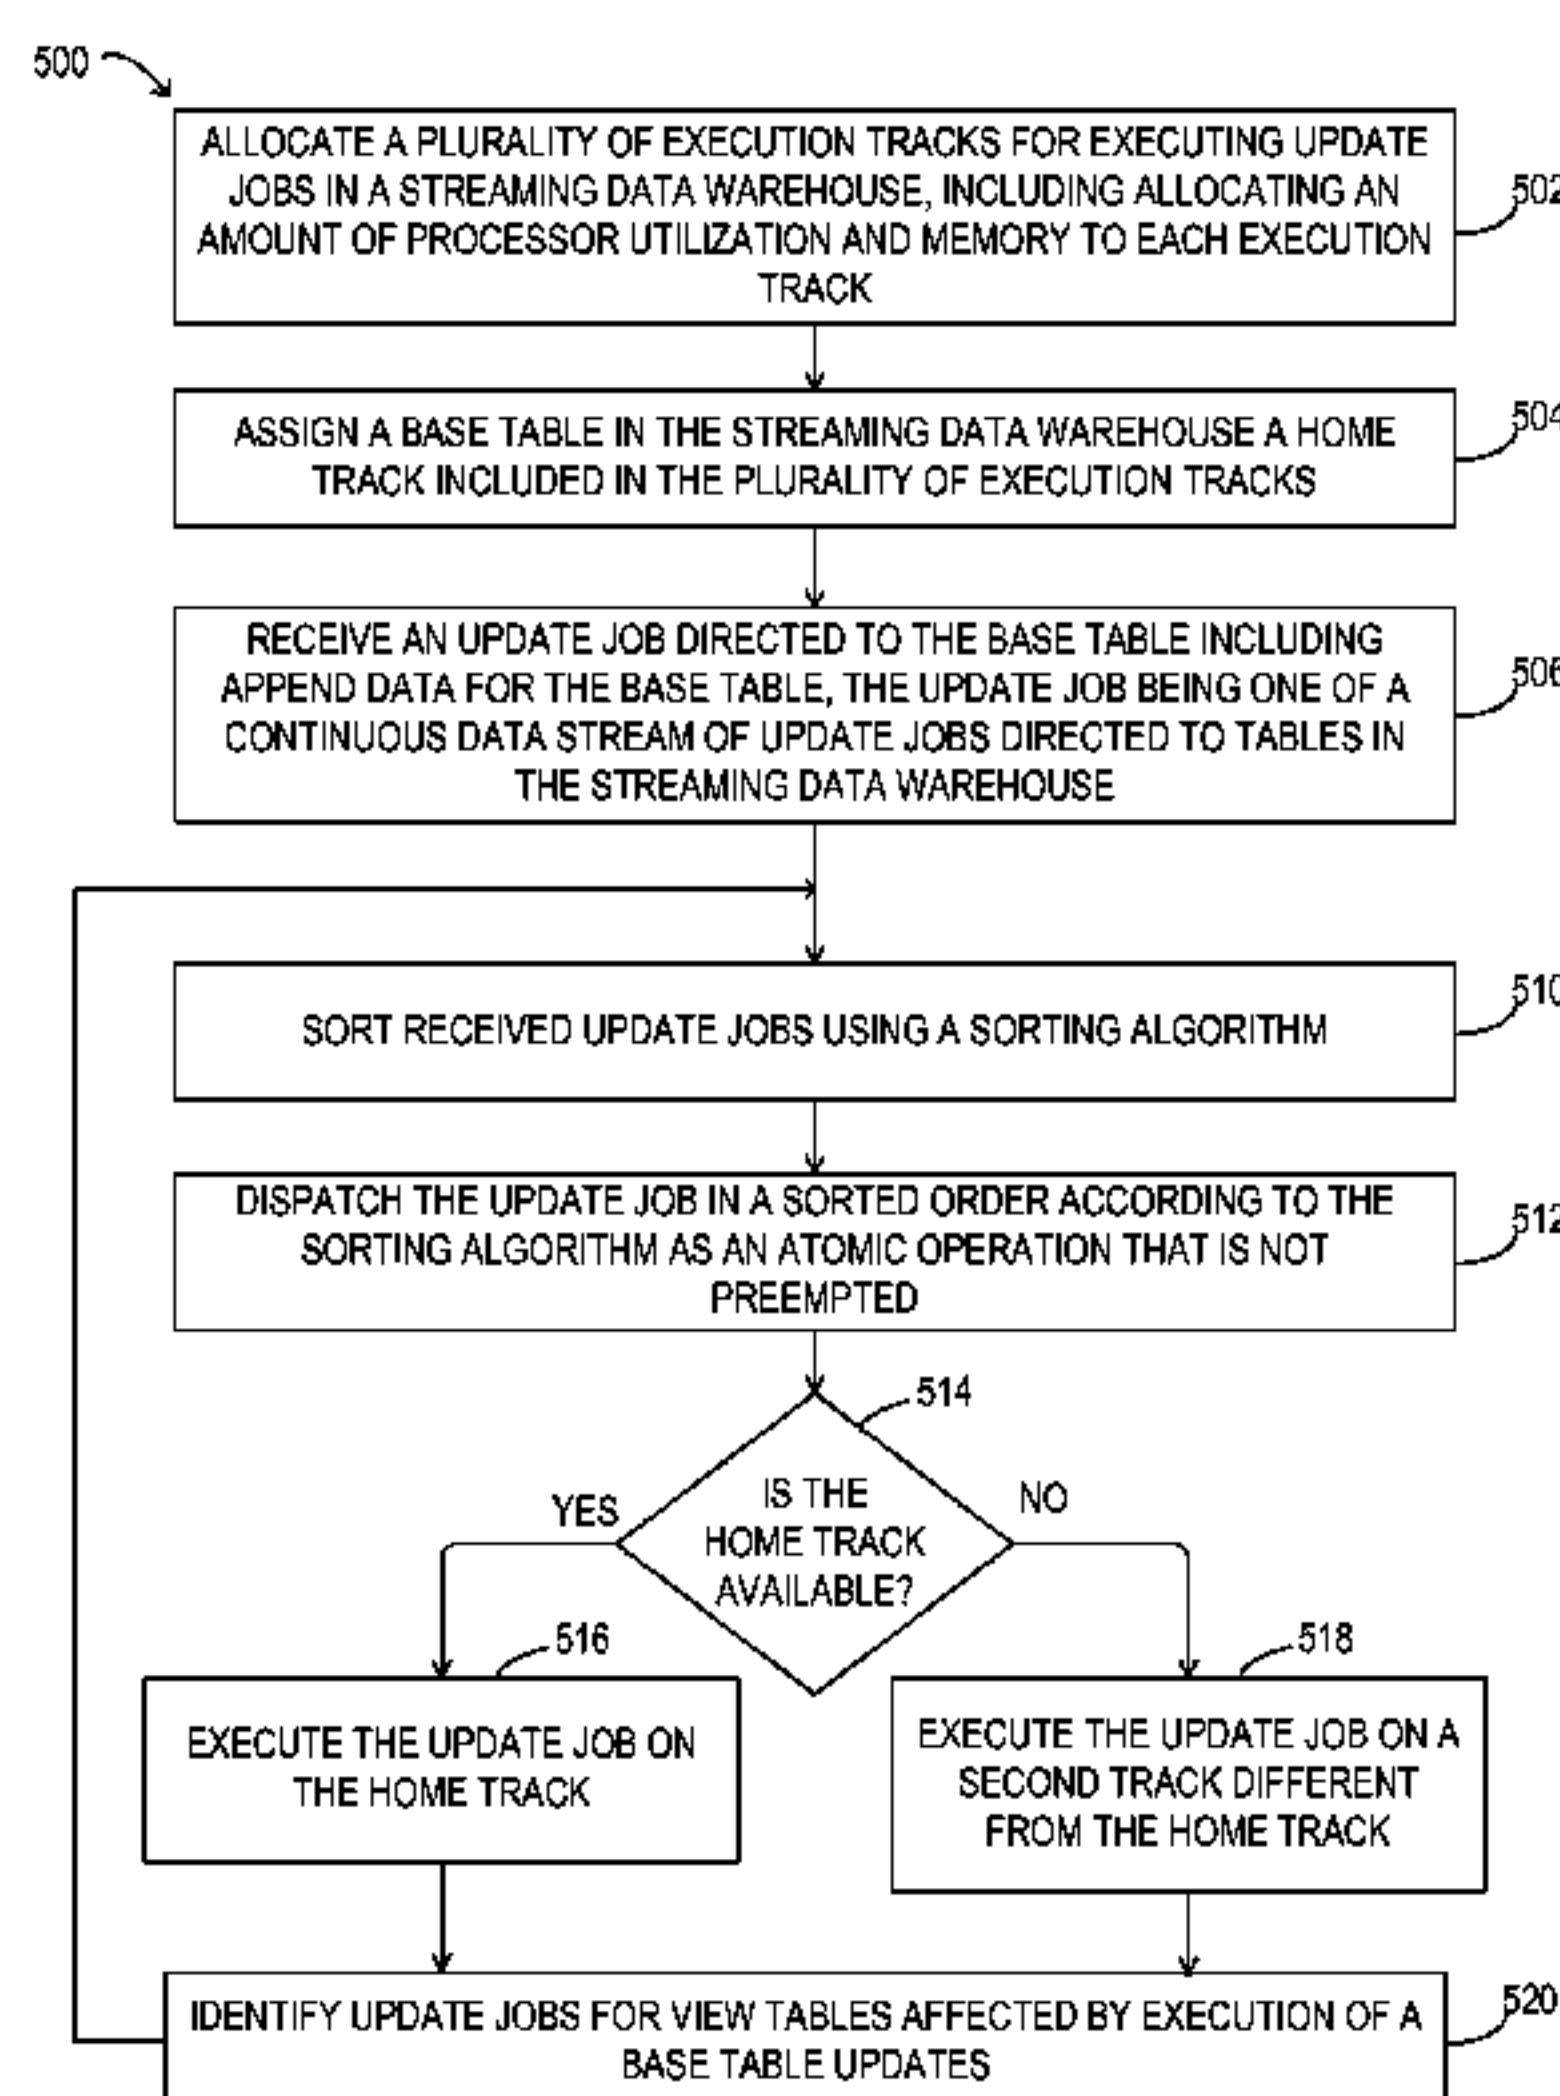 500
ALLOCATE A PLURALITY OF EXECUTION TRACKS FOR EXECUTING UPDATE
JOBS IN A STREAMING DATA WAREHOUSE, INCLUDING ALLOCATING AN
AMOUNT OF PROCESSOR UTILIZATION AND MEMORY TO EACH EXECUTION
TRACK
502
ASSIGN A BASE TABLE IN THE STREAMING DATA WAREHOUSE A HOME
TRACK INCLUDED IN THE PLURALITY OF EXECUTION TRACKS
504
RECEIVE AN UPDATE JOB DIRECTED TO THE BASE TABLE INCLUDING
APPEND DATA FOR THE BASE TABLE, THE UPDATE JOB BEING ONE OF A
CONTINUOUS DATA STREAM OF UPDATE JOBS DIRECTED TO TABLES IN
THE STREAMING DATA WAREHOUSE
506
SORT RECEIVED UPDATE JOBS USING A SORTING ALGORITHM
510
DISPATCH THE UPDATE JOB IN A SORTED ORDER ACCORDING TO THE
SORTING ALGORITHM AS AN ATOMIC OPERATION THAT IS NOT
PREEMPTED
512
514
IS THE
HOME TRACK
AVAILABLE?
YES
NO
516
EXECUTE THE UPDATE JOB ON
THE HOME TRACK
518
EXECUTE THE UPDATE JOB ON A
SECOND TRACK DIFFERENT
FROM THE HOME TRACK
IDENTIFY UPDATE JOBS FOR VIEW TABLES AFFECTED BY EXECUTION OF A
BASE TABLE UPDATES
520